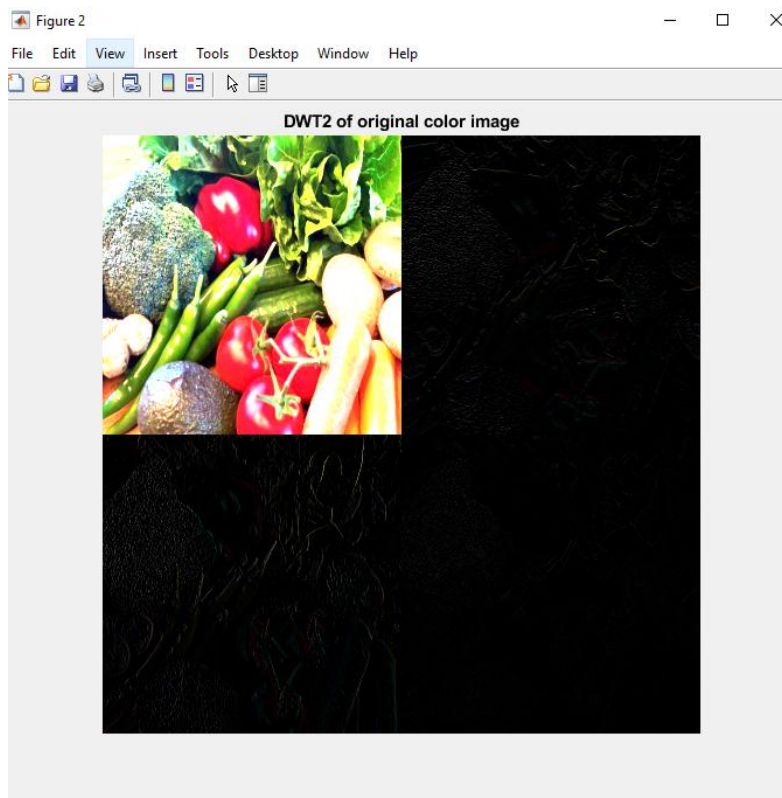 Figure 2
File Edit View Insert Tools Desktop Window Help
DWT2 of original color image